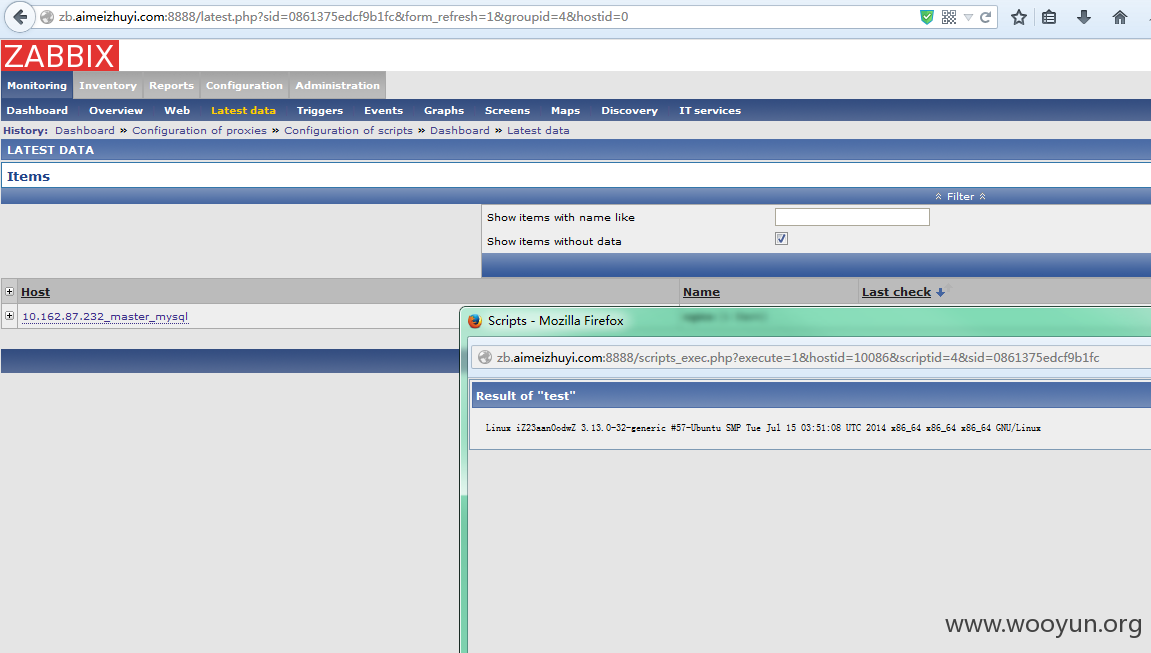 zb.aimeizhuyi.com:8888/latest.php?sid=0861375edcf9b1fc&form_refresh=1&groupid=4&hostid=0
ZABBIX
Monitoring Inventory Reports Configuration Administration
Dashboard Overview Web Latest data Triggers Events Graphs Screens Maps Discovery IT services
History: Dashboard » Configuration of proxies » Configuration of scripts » Dashboard » Latest data
LATEST DATA
Items
Filter
Show items with name like
Show items without data
Host Name Last check
10.162.87.232_master_mysql
Scripts - Mozilla Firefox
zb.aimeizhuyi.com:8888/scripts_exec.php?execute=1&hostid=10086&scriptid=4&sid=0861375edcf9b1fc
Result of "test"
Linux iZ23aan0odwZ 3.13.0-32-generic #57-Ubuntu SMP Tue Jul 15 03:51:08 UTC 2014 x86_64 x86_64 x86_64 GNU/Linux
www.wooyun.org